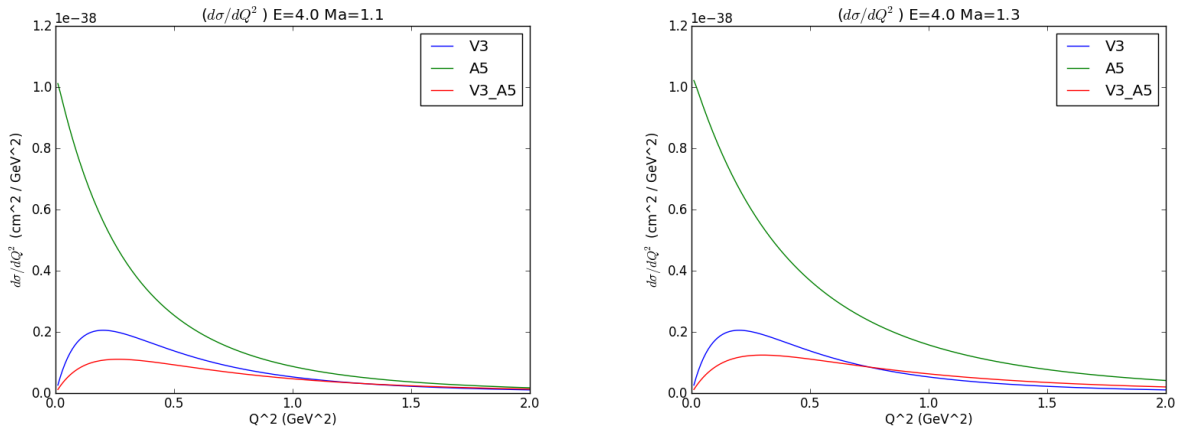 (dσ/dQ² ) E=4.0 Ma=1.1
1e−38
1.2
1.0
0.8
0.6
0.4
0.2
0.0
dσ/dQ² (cm^2 / GeV^2)
V3
A5
V3_A5
0.0 0.5 1.0 1.5 2.0
Q^2 (GeV^2)
(dσ/dQ² ) E=4.0 Ma=1.3
1e−38
1.2
1.0
0.8
0.6
0.4
0.2
0.0
dσ/dQ² (cm^2 / GeV^2)
V3
A5
V3_A5
0.0 0.5 1.0 1.5 2.0
Q^2 (GeV^2)